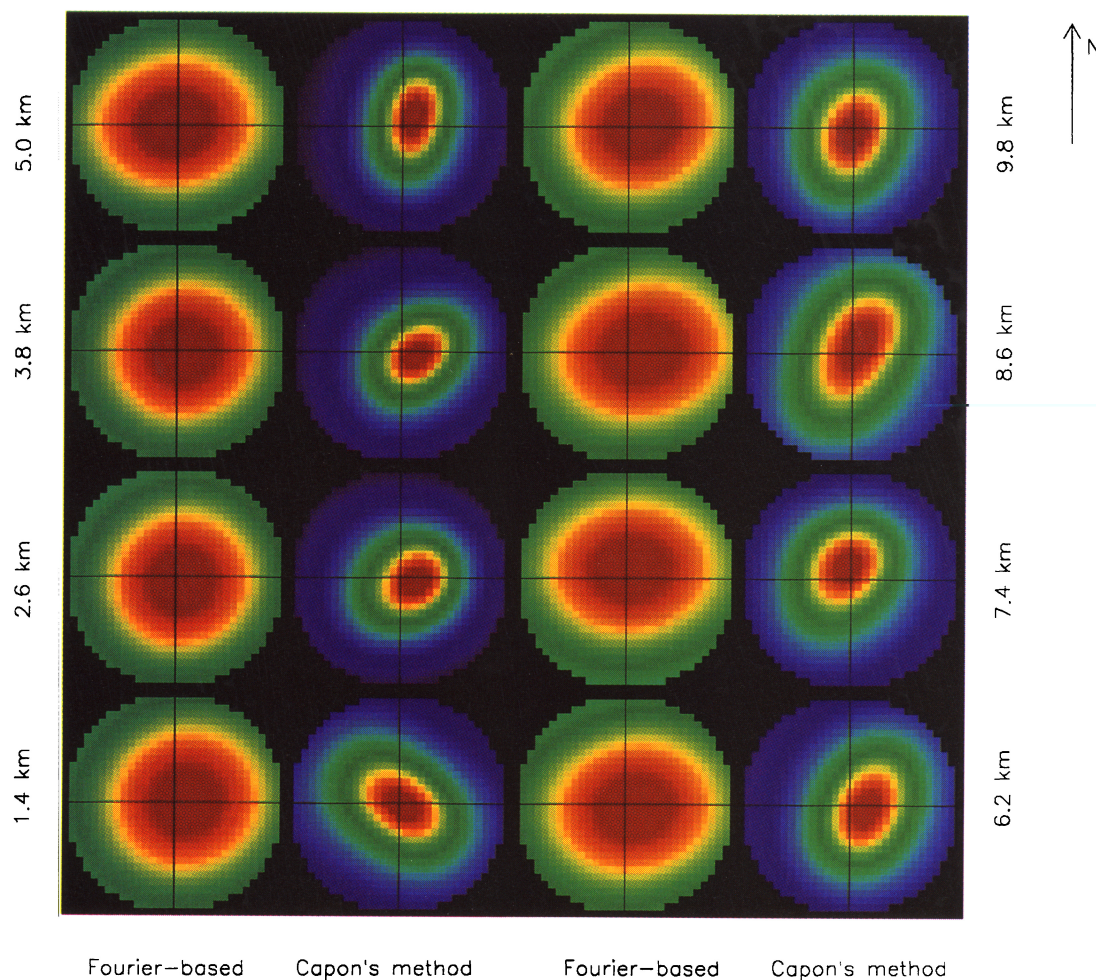 N
5.0 km
9.8 km
3.8 km
8.6 km
2.6 km
7.4 km
1.4 km
6.2 km
Fourier-based Capon's method Fourier-based Capon's method